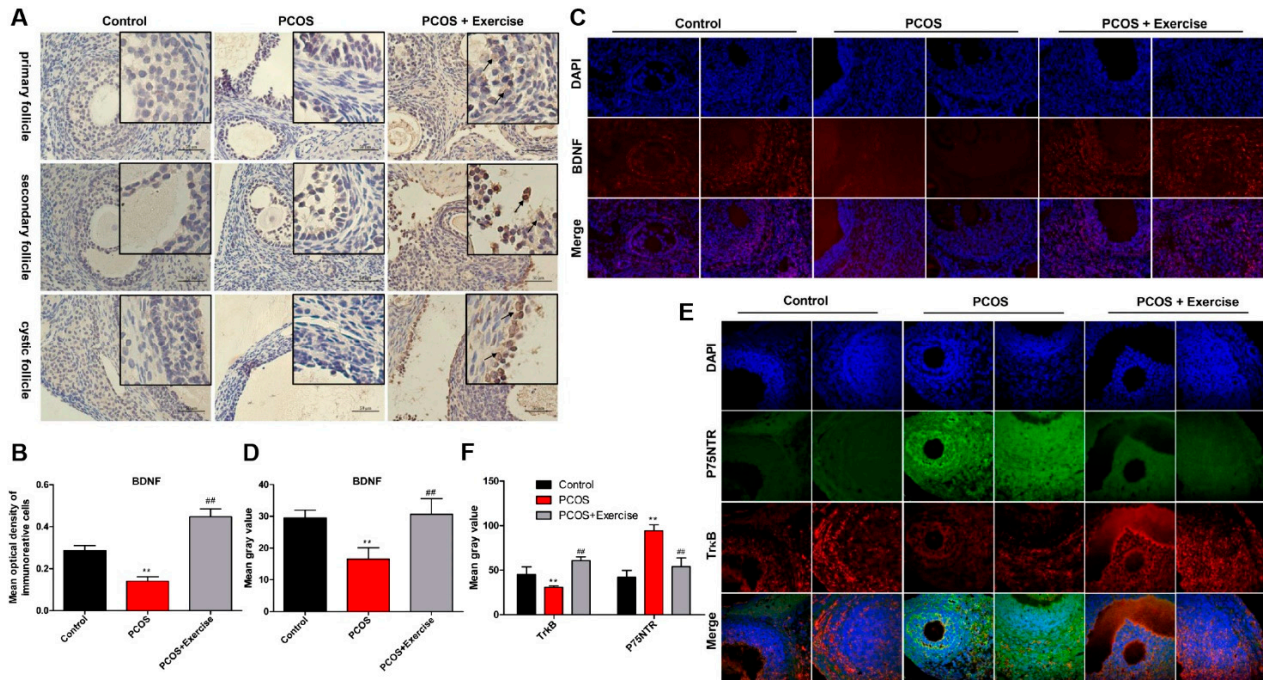 A
Control PCOS PCOS + Exercise
primary follicle
secondary follicle
cystic follicle
B
BDNF
Mean optical density of
immunoreactive cells
0.6
0.4
0.2
0.0
**
##
Control
PCOS
PCOS+Exercise
D
BDNF
Mean gray value
40
30
20
10
0
**
##
Control
PCOS
PCOS+Exercise
F
Control
PCOS
PCOS+Exercise
Mean gray value
150
100
50
0
**
##
**
##
TrkB
P75NTR
C
Control PCOS PCOS + Exercise
DAPI
BDNF
Merge
E
Control PCOS PCOS + Exercise
DAPI
P75NTR
TrκB
Merge